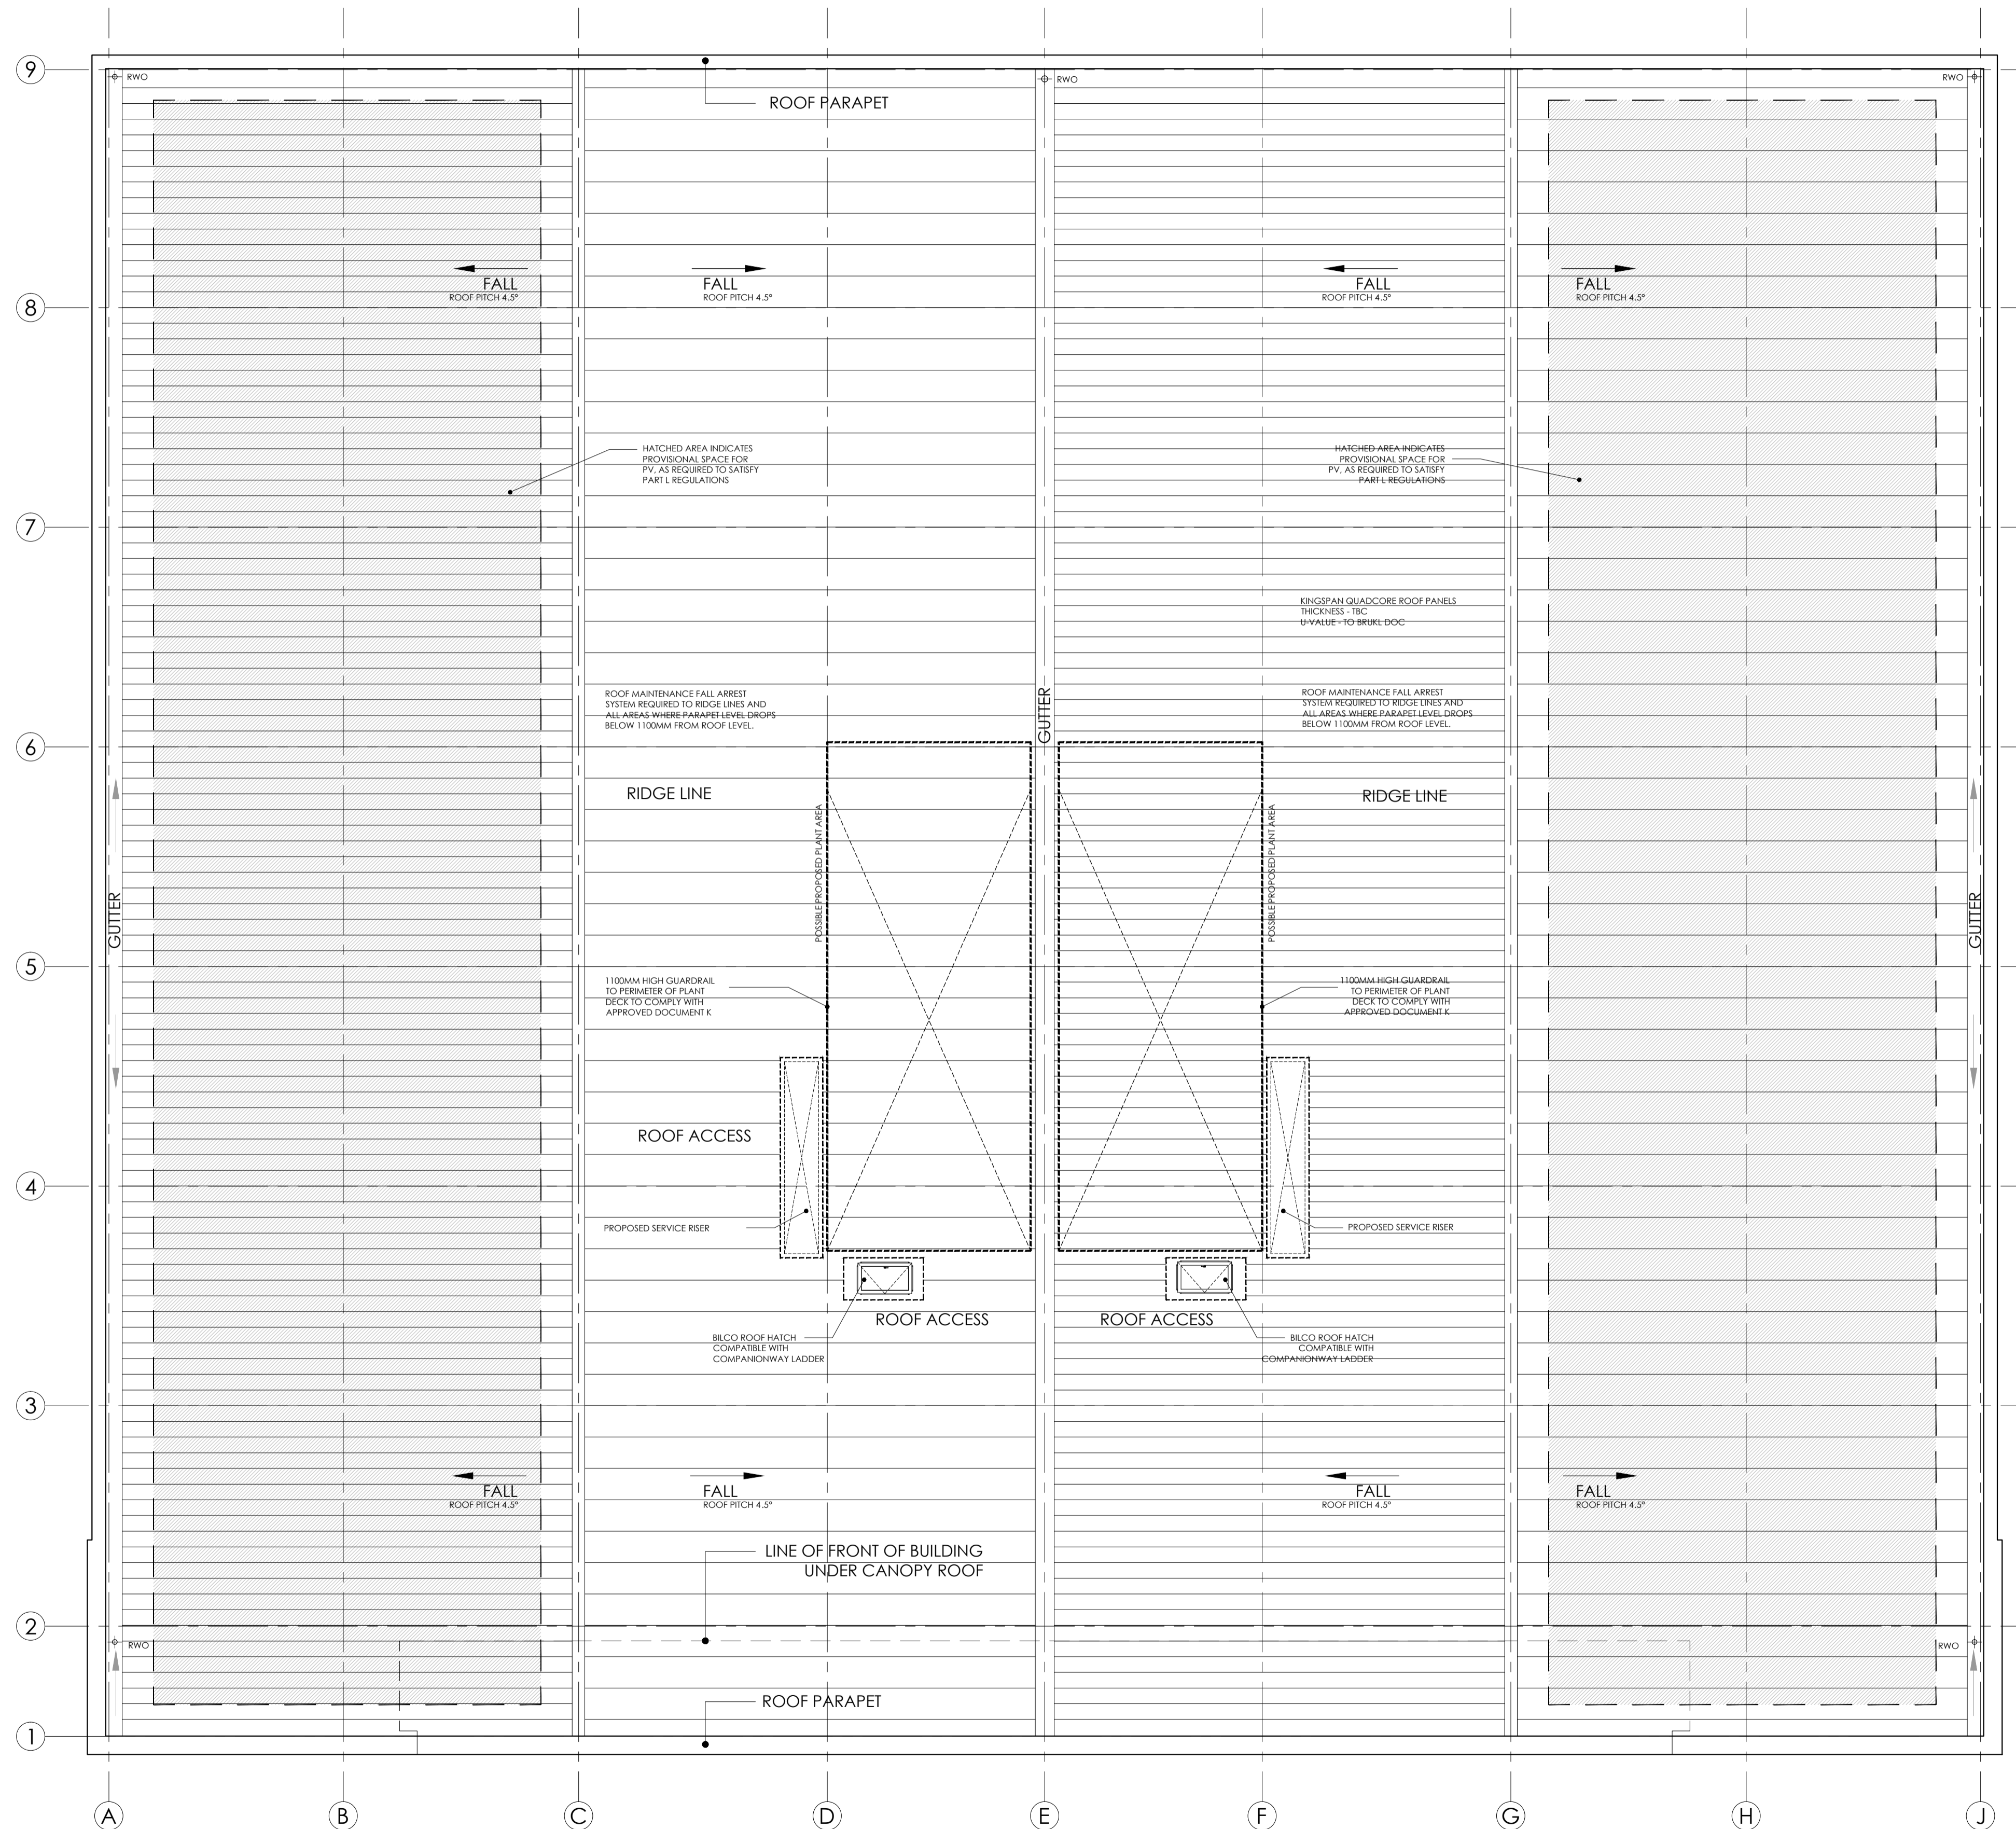 9
RWO
RWO
RWO
ROOF PARAPET
FALL
ROOF PITCH 4.5°
FALL
ROOF PITCH 4.5°
FALL
ROOF PITCH 4.5°
FALL
ROOF PITCH 4.5°
8
HATCHED AREA INDICATES
PROVISIONAL SPACE FOR
PV, AS REQUIRED TO SATISFY
PART L REGULATIONS
HATCHED AREA INDICATES
PROVISIONAL SPACE FOR
PV, AS REQUIRED TO SATISFY
PART L REGULATIONS
7
KINGSPAN QUADCORE ROOF PANELS
THICKNESS - TBC
U-VALUE - TO BRUKL DOC
ROOF MAINTENANCE FALL ARREST
SYSTEM REQUIRED TO RIDGE LINES AND
ALL AREAS WHERE PARAPET LEVEL DROPS
BELOW 1100MM FROM ROOF LEVEL.
GUTTER
ROOF MAINTENANCE FALL ARREST
SYSTEM REQUIRED TO RIDGE LINES AND
ALL AREAS WHERE PARAPET LEVEL DROPS
BELOW 1100MM FROM ROOF LEVEL.
6
RIDGE LINE
RIDGE LINE
POSSIBLE PROPOSED PLANT AREA
POSSIBLE PROPOSED PLANT AREA
GUTTER
GUTTER
5
1100MM HIGH GUARDRAIL
TO PERIMETER OF PLANT
DECK TO COMPLY WITH
APPROVED DOCUMENT K
1100MM HIGH GUARDRAIL
TO PERIMETER OF PLANT
DECK TO COMPLY WITH
APPROVED DOCUMENT K
ROOF ACCESS
4
PROPOSED SERVICE RISER
PROPOSED SERVICE RISER
ROOF ACCESS
ROOF ACCESS
BILCO ROOF HATCH
COMPATIBLE WITH
COMPANIONWAY LADDER
BILCO ROOF HATCH
COMPATIBLE WITH
COMPANIONWAY LADDER
3
FALL
ROOF PITCH 4.5°
FALL
ROOF PITCH 4.5°
FALL
ROOF PITCH 4.5°
FALL
ROOF PITCH 4.5°
LINE OF FRONT OF BUILDING
UNDER CANOPY ROOF
2
RWO
RWO
ROOF PARAPET
1
A
B
C
D
E
F
G
H
J